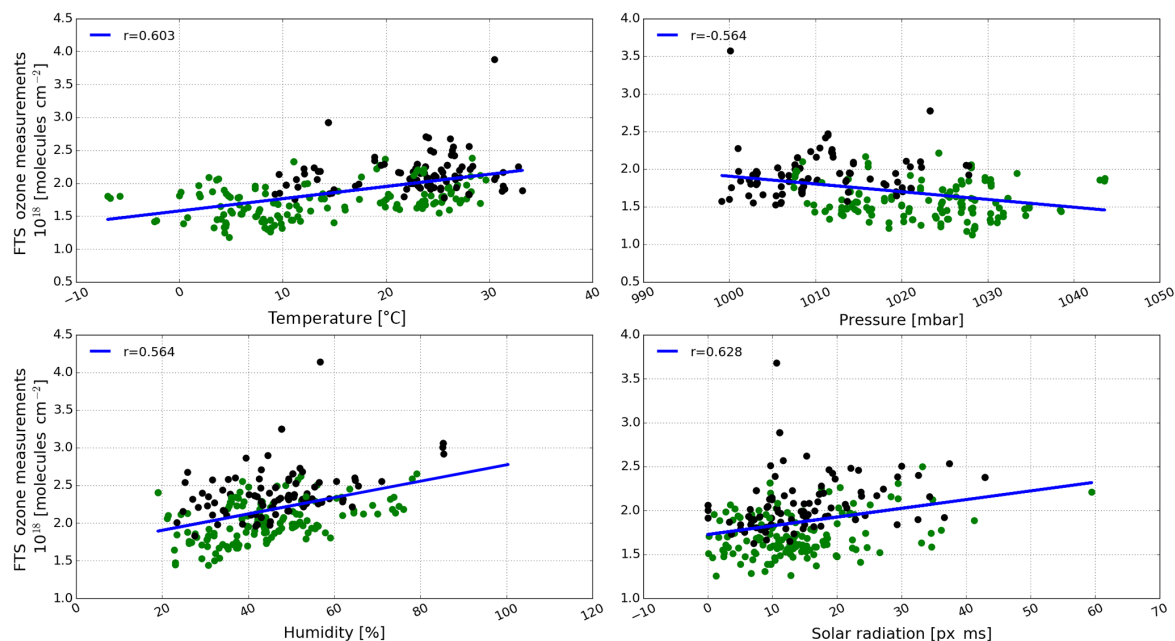 4.5
4.0
3.5
3.0
2.5
2.0
1.5
1.0
0.5
FTS ozone measurements
10^18 [molecules cm^-2]
r=0.603
-10 0 10 20 30 40
Temperature [°C]
4.0
3.5
3.0
2.5
2.0
1.5
1.0
0.5
r=-0.564
990 1000 1010 1020 1030 1040 1050
Pressure [mbar]
4.5
4.0
3.5
3.0
2.5
2.0
1.5
1.0
FTS ozone measurements
10^18 [molecules cm^-2]
r=0.564
0 20 40 60 80 100 120
Humidity [%]
4.0
3.5
3.0
2.5
2.0
1.5
1.0
r=0.628
-10 0 10 20 30 40 50 60 70
Solar radiation [px ms]